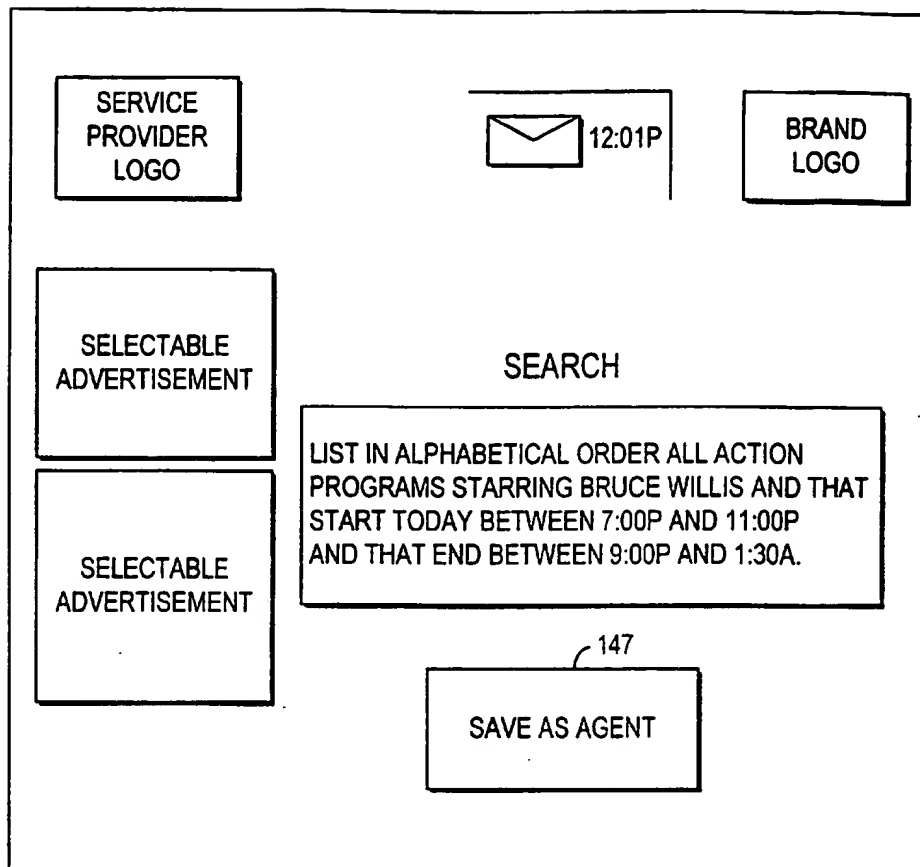 SERVICE
PROVIDER
LOGO
12:01P
BRAND
LOGO
SELECTABLE
ADVERTISEMENT
SEARCH
LIST IN ALPHABETICAL ORDER ALL ACTION
PROGRAMS STARRING BRUCE WILLIS AND THAT
START TODAY BETWEEN 7:00P AND 11:00P
AND THAT END BETWEEN 9:00P AND 1:30A.
SELECTABLE
ADVERTISEMENT
147
SAVE AS AGENT